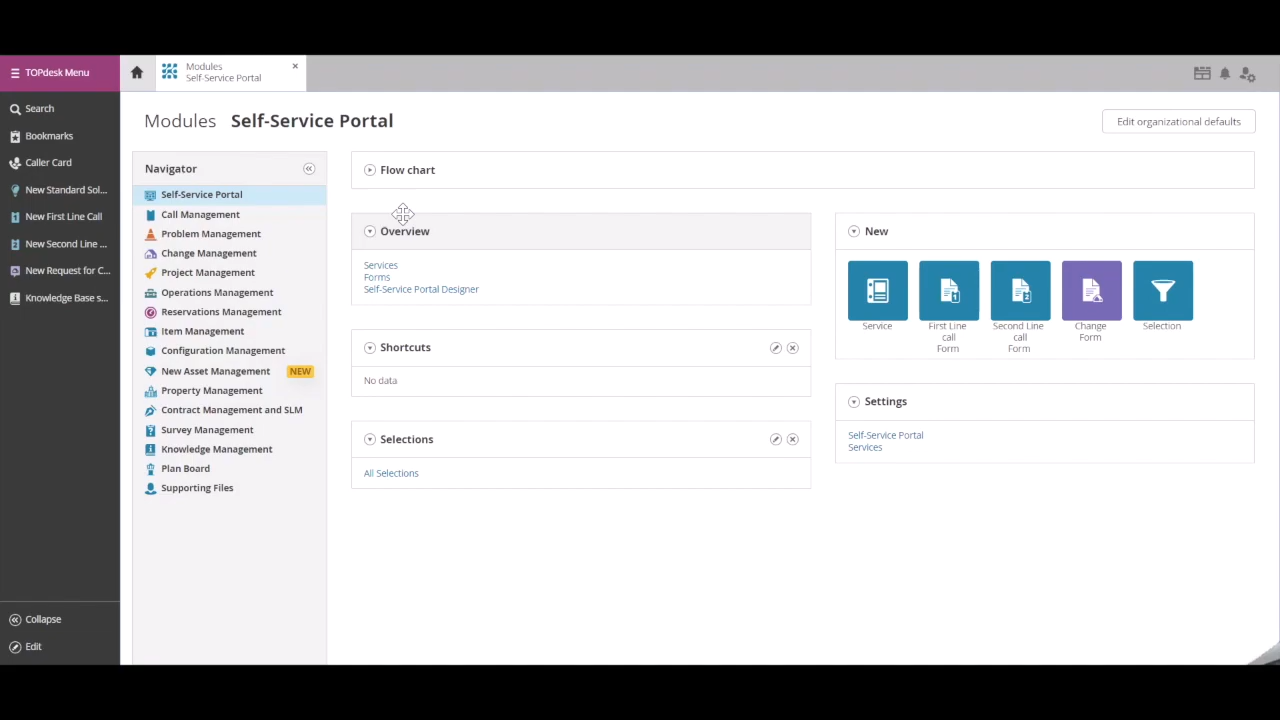 TOPdesk Menu
Modules
Self-Service Portal
Search
Bookmarks
Caller Card
New Standard Sol...
New First Line Call
New Second Line ...
New Request for C...
Knowledge Base s...
Collapse
Edit
Modules Self-Service Portal
Edit organizational defaults
Navigator
Self-Service Portal
Call Management
Problem Management
Change Management
Project Management
Operations Management
Reservations Management
Item Management
Configuration Management
New Asset Management NEW
Property Management
Contract Management and SLM
Survey Management
Knowledge Management
Plan Board
Supporting Files
Flow chart
Overview
Services
Forms
Self-Service Portal Designer
Shortcuts
No data
Selections
All Selections
New
Service
First Line
call
Form
Second Line
call
Form
Change
Form
Selection
Settings
Self-Service Portal
Services